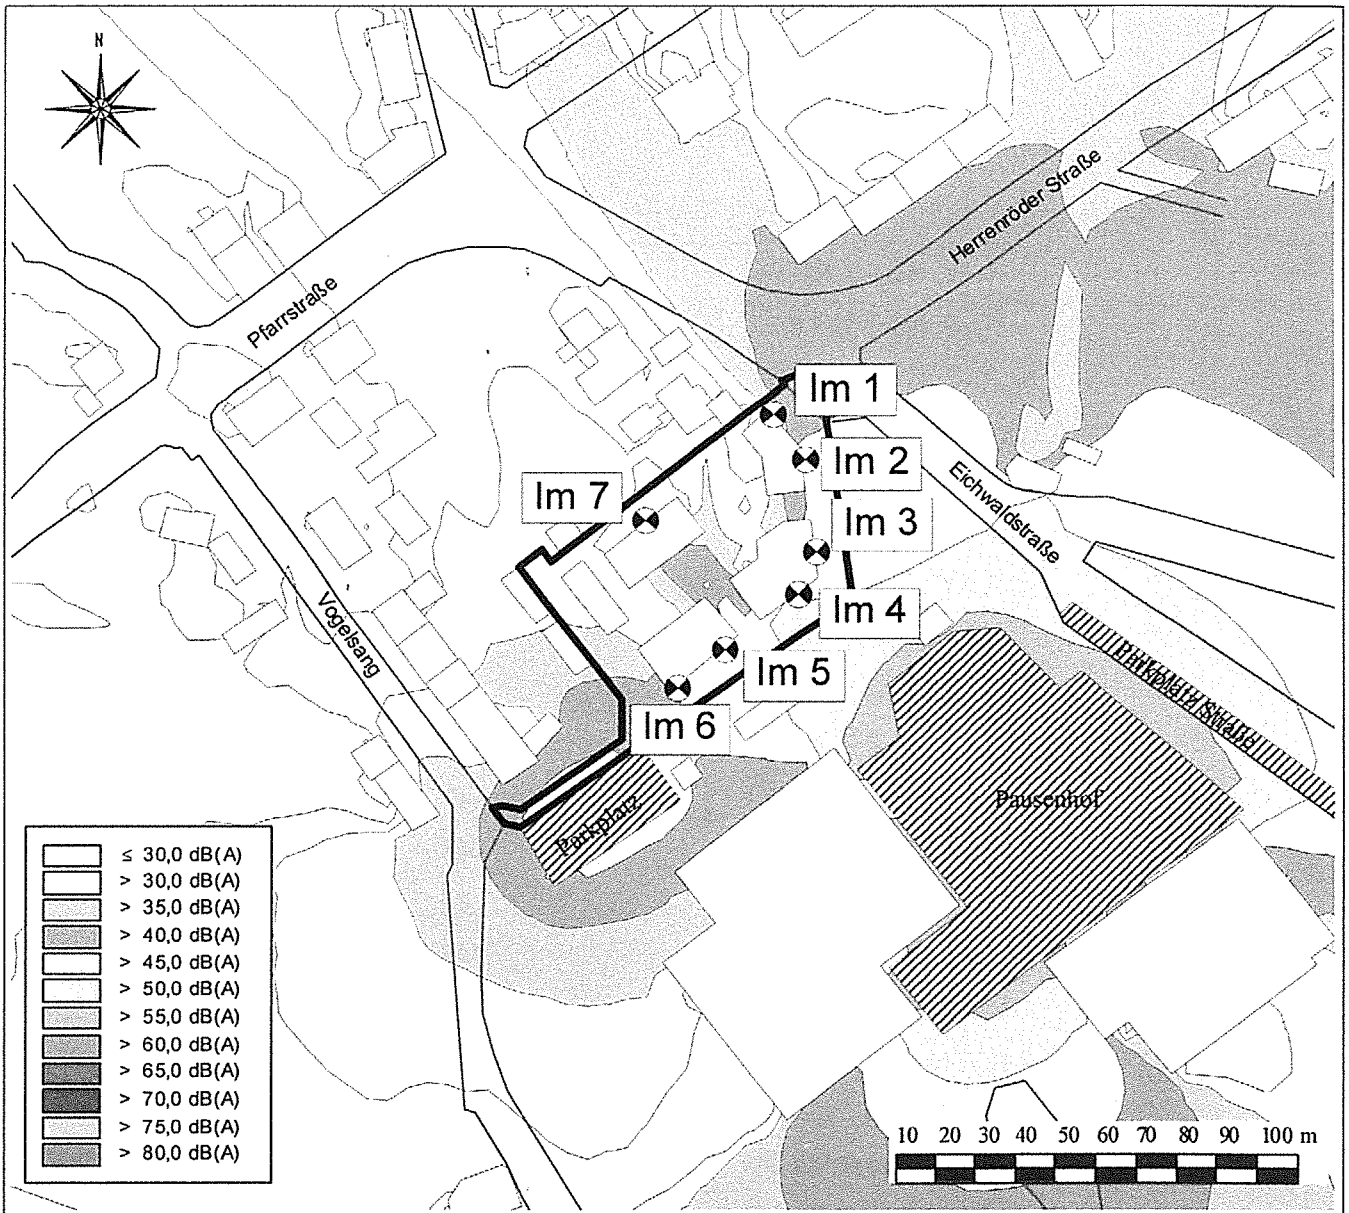 N
Herrenröder Straße
Pfarrstraße
Im 1
Im 2
Im 7
Eichwaldstraße
Im 3
Vogelsang
Im 4
Im 5
Parkplatz Straße
Im 6
Pausenhof
Parkplatz
≤ 30,0 dB(A)
> 30,0 dB(A)
> 35,0 dB(A)
> 40,0 dB(A)
> 45,0 dB(A)
> 50,0 dB(A)
> 55,0 dB(A)
> 60,0 dB(A)
> 65,0 dB(A)
> 70,0 dB(A)
> 75,0 dB(A)
> 80,0 dB(A)
10 20 30 40 50 60 70 80 90 100 m